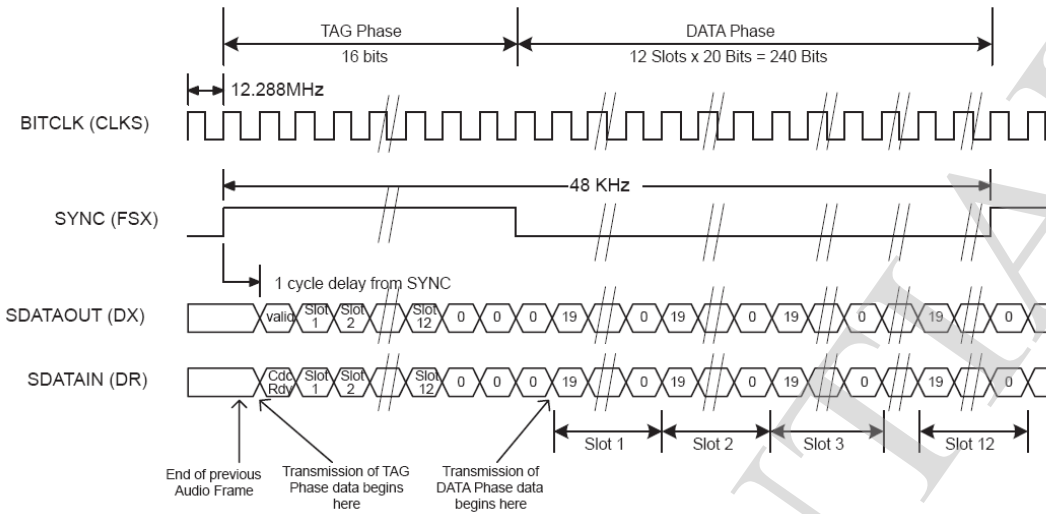 TAG Phase
DATA Phase
16 bits
12 Slots x 20 Bits = 240 Bits
12.288MHz
BITCLK (CLKS)
48 KHz
SYNC (FSX)
1 cycle delay from SYNC
SDATAOUT (DX)
valid
Slot
1
Slot
2
Slot
12
0
0
0
19
0
19
0
19
0
19
0
SDATAIN (DR)
Cdc
Rdy
Slot
1
Slot
2
Slot
12
0
0
0
19
0
19
0
19
0
19
0
Slot 1
Slot 2
Slot 3
Slot 12
End of previous
Audio Frame
Transmission of TAG
Phase data begins
here
Transmission of
DATA Phase data
begins here